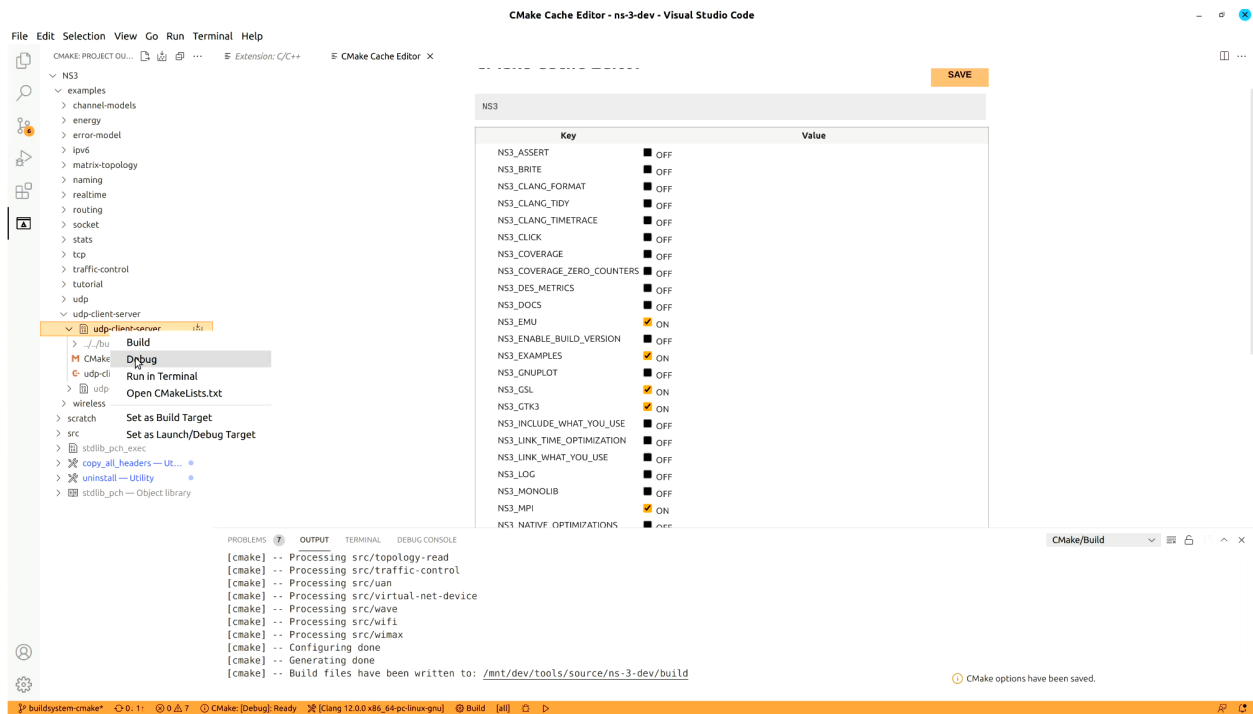 CMake Cache Editor - ns-3-dev - Visual Studio Code
File Edit Selection View Go Run Terminal Help
CMAKE: PROJECT OU...
Extension: C/C++
CMake Cache Editor
NS3
examples
channel-models
energy
error-model
ipv6
matrix-topology
naming
realtime
routing
socket
stats
tcp
traffic-control
tutorial
udp
udp-client-server
udp-client-server
../../bu
CMake
udp-cli
udp-
wireless
scratch
src
stdlib_pch_exec
copy_all_headers — Ut...
uninstall — Utility
stdlib_pch — Object library
6
Build
Debug
Run in Terminal
Open CMakeLists.txt
Set as Build Target
Set as Launch/Debug Target
SAVE
NS3
Key Value
NS3_ASSERT OFF
NS3_BRITE OFF
NS3_CLANG_FORMAT OFF
NS3_CLANG_TIDY OFF
NS3_CLANG_TIMETRACE OFF
NS3_CLICK OFF
NS3_COVERAGE OFF
NS3_COVERAGE_ZERO_COUNTERS OFF
NS3_DES_METRICS OFF
NS3_DOCS OFF
NS3_EMU ON
NS3_ENABLE_BUILD_VERSION OFF
NS3_EXAMPLES ON
NS3_GNUPLOT OFF
NS3_GSL ON
NS3_GTK3 ON
NS3_INCLUDE_WHAT_YOU_USE OFF
NS3_LINK_TIME_OPTIMIZATION OFF
NS3_LINK_WHAT_YOU_USE OFF
NS3_LOG OFF
NS3_MONOLIB OFF
NS3_MPI ON
NS3_NATIVE_OPTIMIZATIONS OFF
PROBLEMS 7 OUTPUT TERMINAL DEBUG CONSOLE
CMake/Build
[cmake] -- Processing src/topology-read
[cmake] -- Processing src/traffic-control
[cmake] -- Processing src/uan
[cmake] -- Processing src/virtual-net-device
[cmake] -- Processing src/wave
[cmake] -- Processing src/wifi
[cmake] -- Processing src/wimax
[cmake] -- Configuring done
[cmake] -- Generating done
[cmake] -- Build files have been written to: /mnt/dev/tools/source/ns-3-dev/build
CMake options have been saved.
buildsystem-cmake* 0↓ 1↑ 0 7 CMake: [Debug]: Ready [Clang 12.0.0 x86_64-pc-linux-gnu] Build [all]